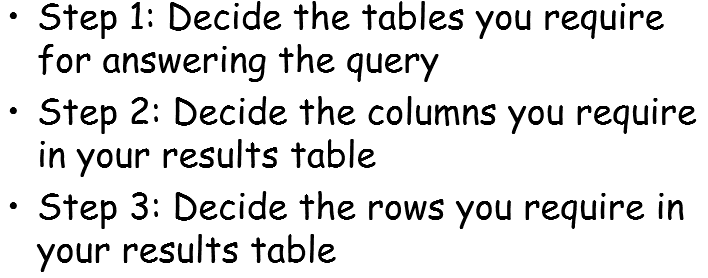 • Step 1: Decide the tables you require
for answering the query
• Step 2: Decide the columns you require
in your results table
• Step 3: Decide the rows you require in
your results table